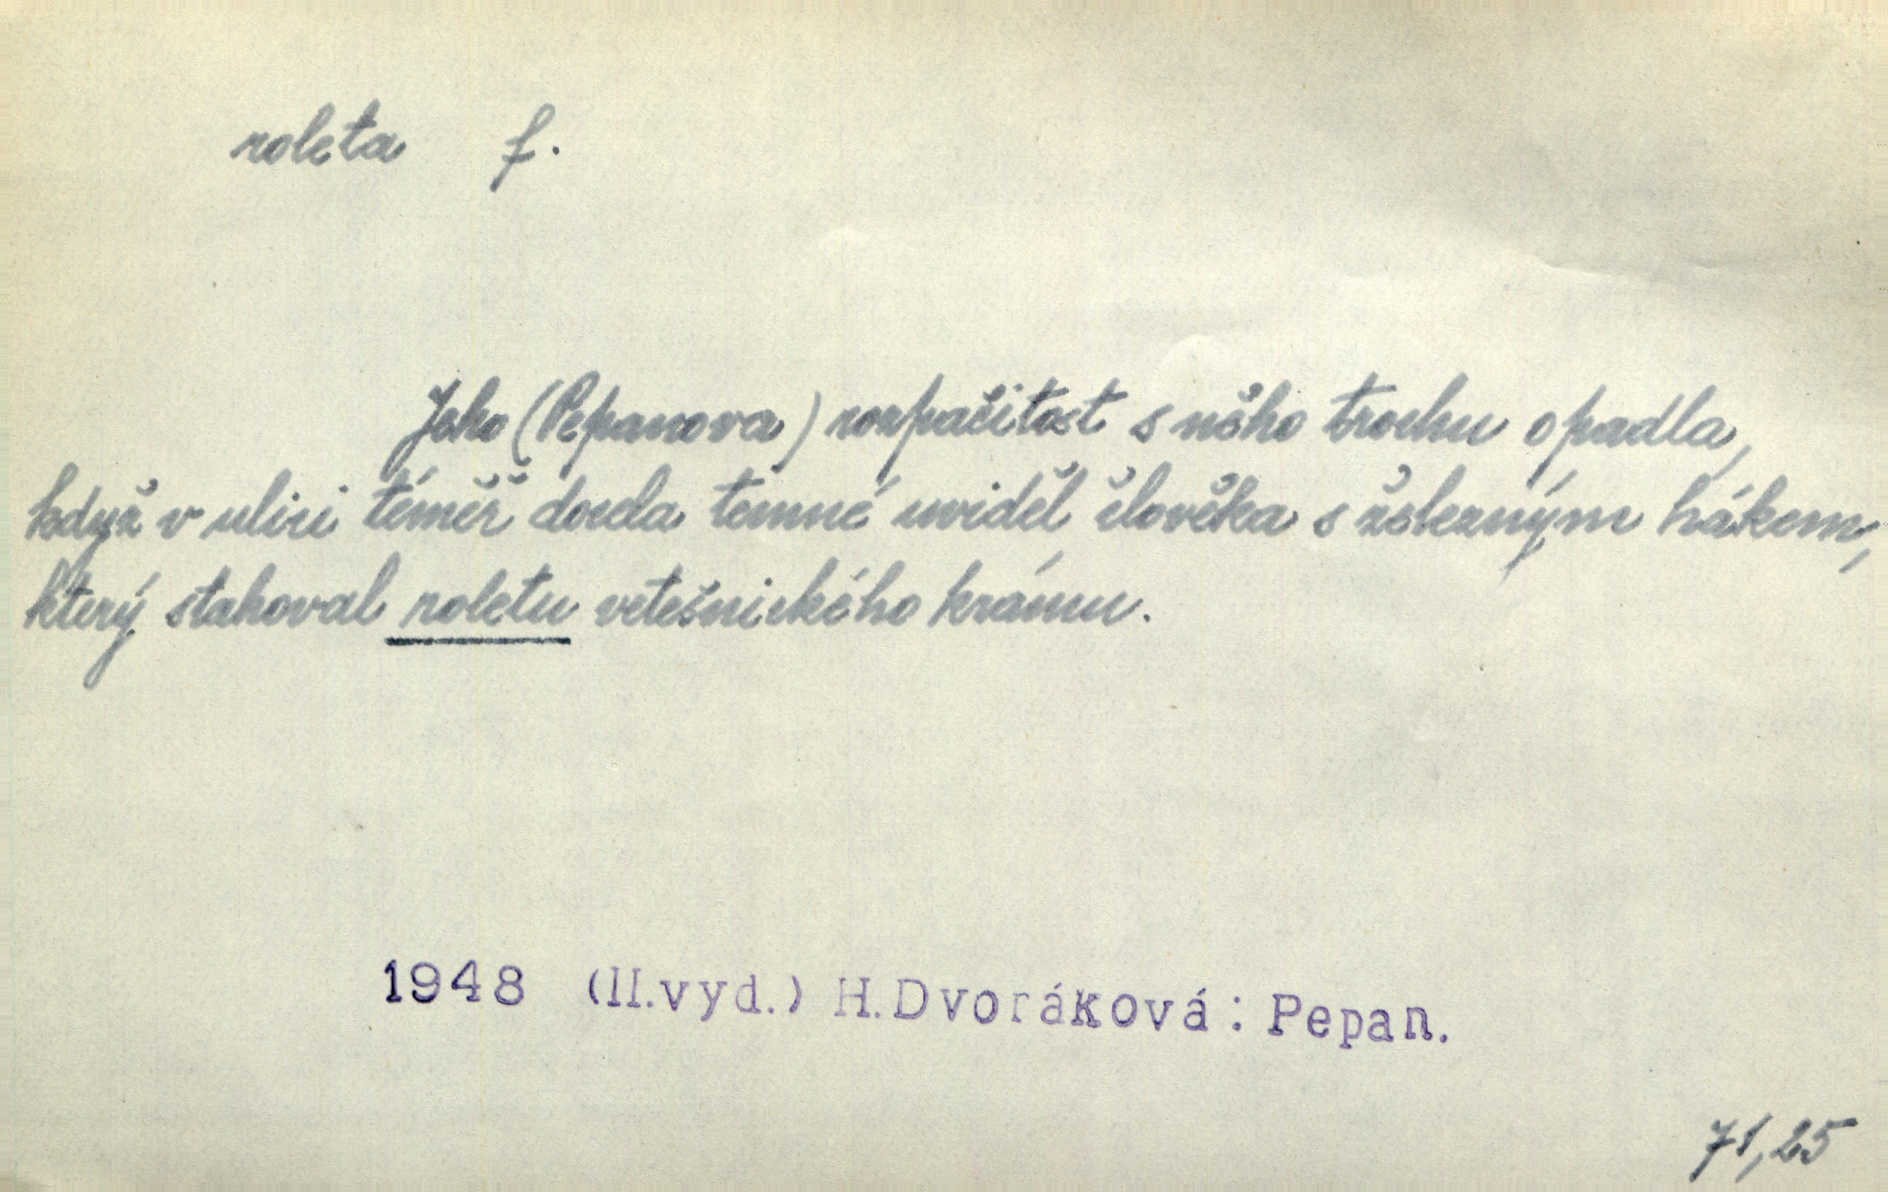 roleta f.
Jeho (Pepanova) rozpačitost s něho trochu opadla,
když v ulici téměř docela temné uviděl člověka s železným hákem,
který stahoval roletu vetešnického krámu.
1948 (II.vyd.) H.Dvoráková: Pepan.
71,25